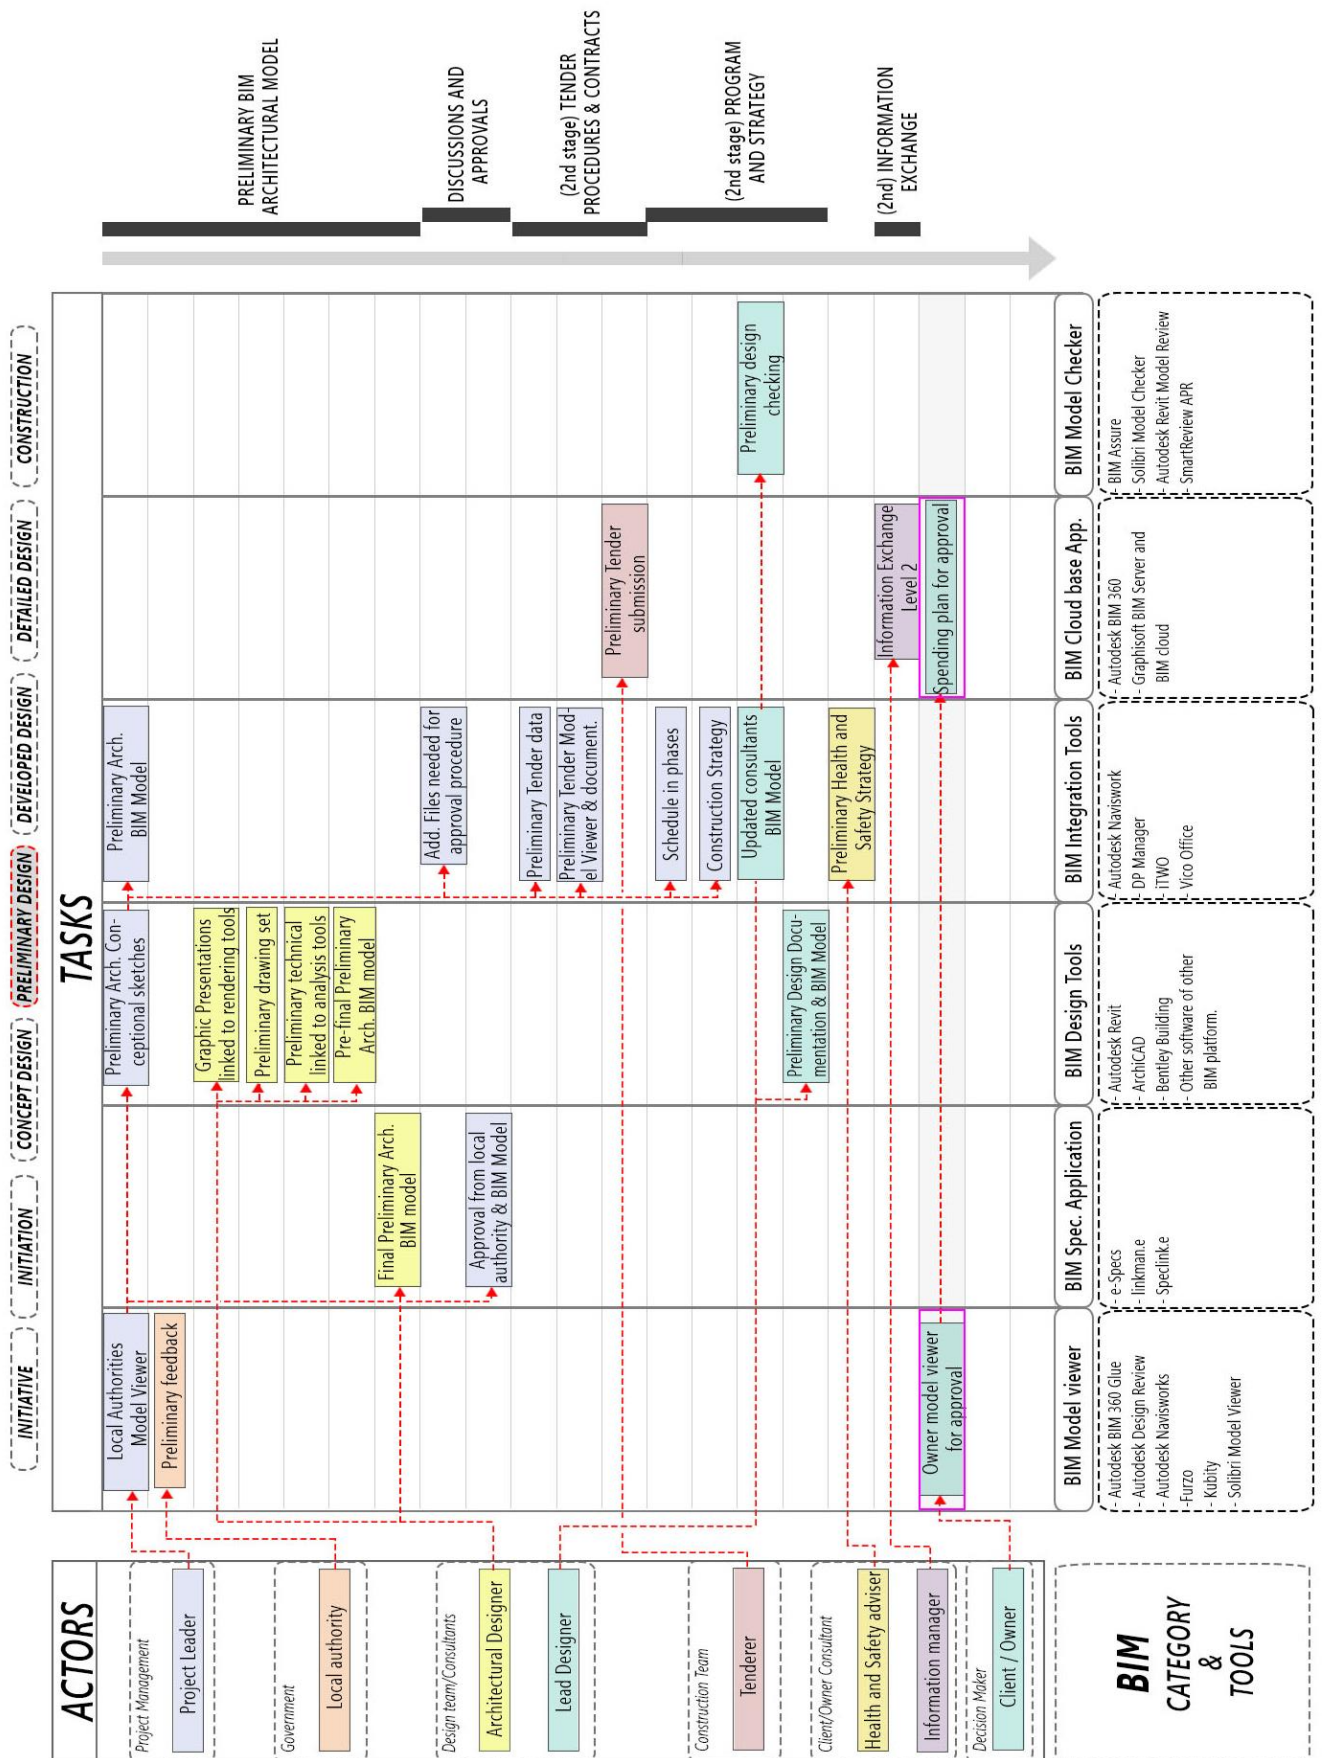 INITIATIVE
INITIATION
CONCEPT DESIGN
PRELIMINARY DESIGN
DEVELOPED DESIGN
DETAILED DESIGN
CONSTRUCTION
ACTORS
TASKS
Project Management
Project Leader
Government
Local authority
Design team/Consultants
Architectural Designer
Lead Designer
Construction Team
Tenderer
Client/Owner Consultant
Health and Safety adviser
Information manager
Decision Maker
Client / Owner
Local Authorities
Model Viewer
Preliminary feedback
Owner model viewer
for approval
Final Preliminary Arch.
BIM model
Approval from local
authority & BIM Model
Preliminary Arch. Con-
ceptional sketches
Graphic Presentations
linked to rendering tools
Preliminary drawing set
Preliminary technical
linked to analysis tools
Pre-final Preliminary
Arch. BIM model
Preliminary Design Docu-
mentation & BIM Model
Preliminary Arch.
BIM Model
Add. Files needed for
approval procedure
Preliminary Tender data
Preliminary Tender Mod-
el Viewer & document.
Schedule in phases
Construction Strategy
Updated consultants
BIM Model
Preliminary Health and
Safety Strategy
Preliminary Tender
submission
Information Exchange
Level 2
Spending plan for approval
Preliminary design
checking
PRELIMINARY BIM
ARCHITECTURAL MODEL
DISCUSSIONS AND
APPROVALS
(2nd stage) TENDER
PROCEDURES & CONTRACTS
(2nd stage) PROGRAM
AND STRATEGY
(2nd) INFORMATION
EXCHANGE
BIM
CATEGORY
&
TOOLS
BIM Model viewer
- Autodesk BIM 360 Glue
- Autodesk Design Review
- Autodesk Navisworks
-Furzo
- Kubity
- Solibri Model Viewer
BIM Spec. Application
- e-Specs
- linkman.e
- Speclink.e
BIM Design Tools
- Autodesk Revit
- ArchiCAD
- Bentley Building
- Other software of other
BIM platform.
BIM Integration Tools
- Autodesk Naviswork
- DP Manager
- iTWO
- Vico Office
BIM Cloud base App.
- Autodesk BIM 360
- Graphisoft BIM Server and
BIM cloud
BIM Model Checker
- BIM Assure
- Solibri Model Checker
Autodesk Revit Model Review
- SmartReview APR